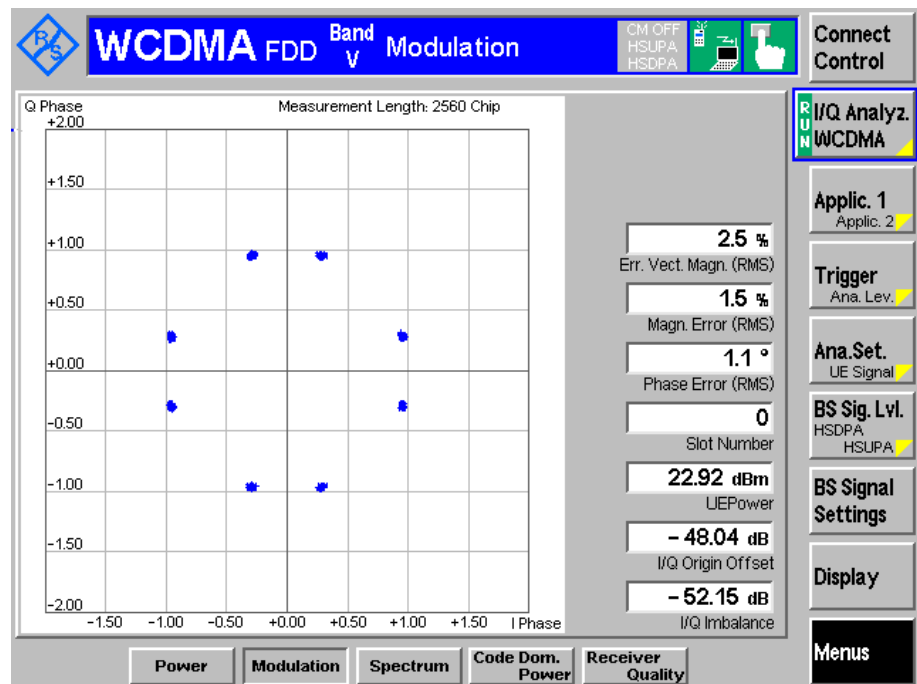 R&S
WCDMA FDD Band V Modulation
CM OFF
HSUPA
HSDPA
Connect
Control
Q Phase
Measurement Length: 2560 Chip
+2.00
+1.50
+1.00
+0.50
+0.00
-0.50
-1.00
-1.50
-2.00
-1.50 -1.00 -0.50 +0.00 +0.50 +1.00 +1.50 I Phase
2.5 %
Err. Vect. Magn. (RMS)
1.5 %
Magn. Error (RMS)
1.1 °
Phase Error (RMS)
0
Slot Number
22.92 dBm
UEPower
- 48.04 dB
I/Q Origin Offset
- 52.15 dB
I/Q Imbalance
RUN
I/Q Analyz.
WCDMA
Applic. 1
Applic. 2
Trigger
Ana. Lev.
Ana.Set.
UE Signal
BS Sig. Lvl.
HSDPA
HSUPA
BS Signal
Settings
Display
Menus
Power
Modulation
Spectrum
Code Dom.
Power
Receiver
Quality